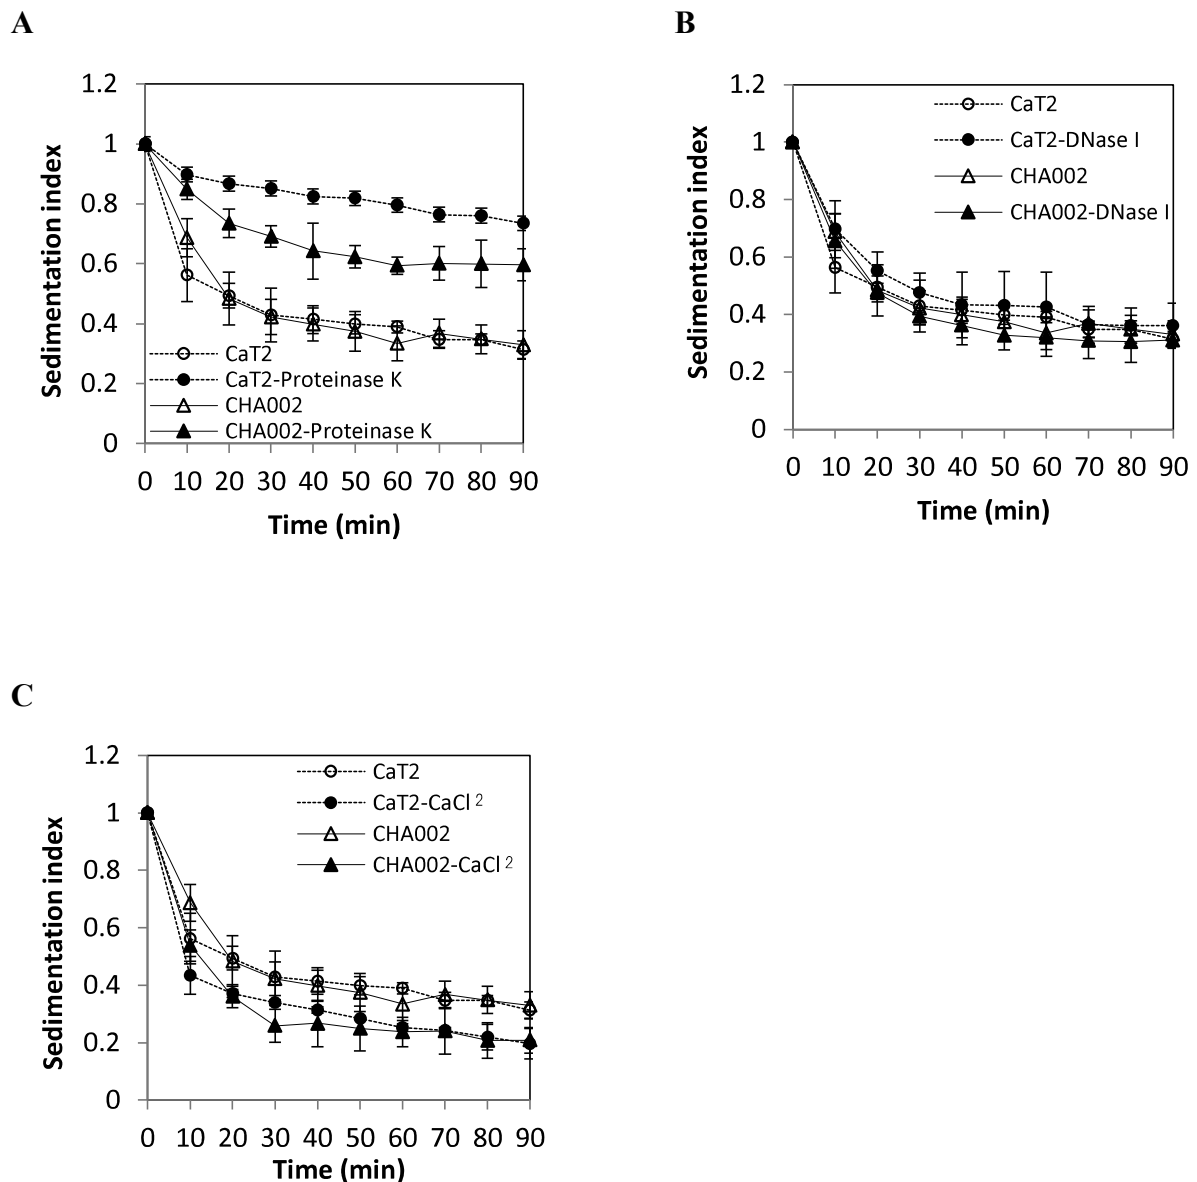 A
Sedimentation index
1.2
1
0.8
0.6
0.4
0.2
0
CaT2
CaT2-Proteinase K
CHA002
CHA002-Proteinase K
0 10 20 30 40 50 60 70 80 90
Time (min)
B
Sedimentation index
1.2
1
0.8
0.6
0.4
0.2
0
CaT2
CaT2-DNase I
CHA002
CHA002-DNase I
0 10 20 30 40 50 60 70 80 90
Time (min)
C
Sedimentation index
1.2
1
0.8
0.6
0.4
0.2
0
CaT2
CaT2-CaCl 2
CHA002
CHA002-CaCl 2
0 10 20 30 40 50 60 70 80 90
Time (min)